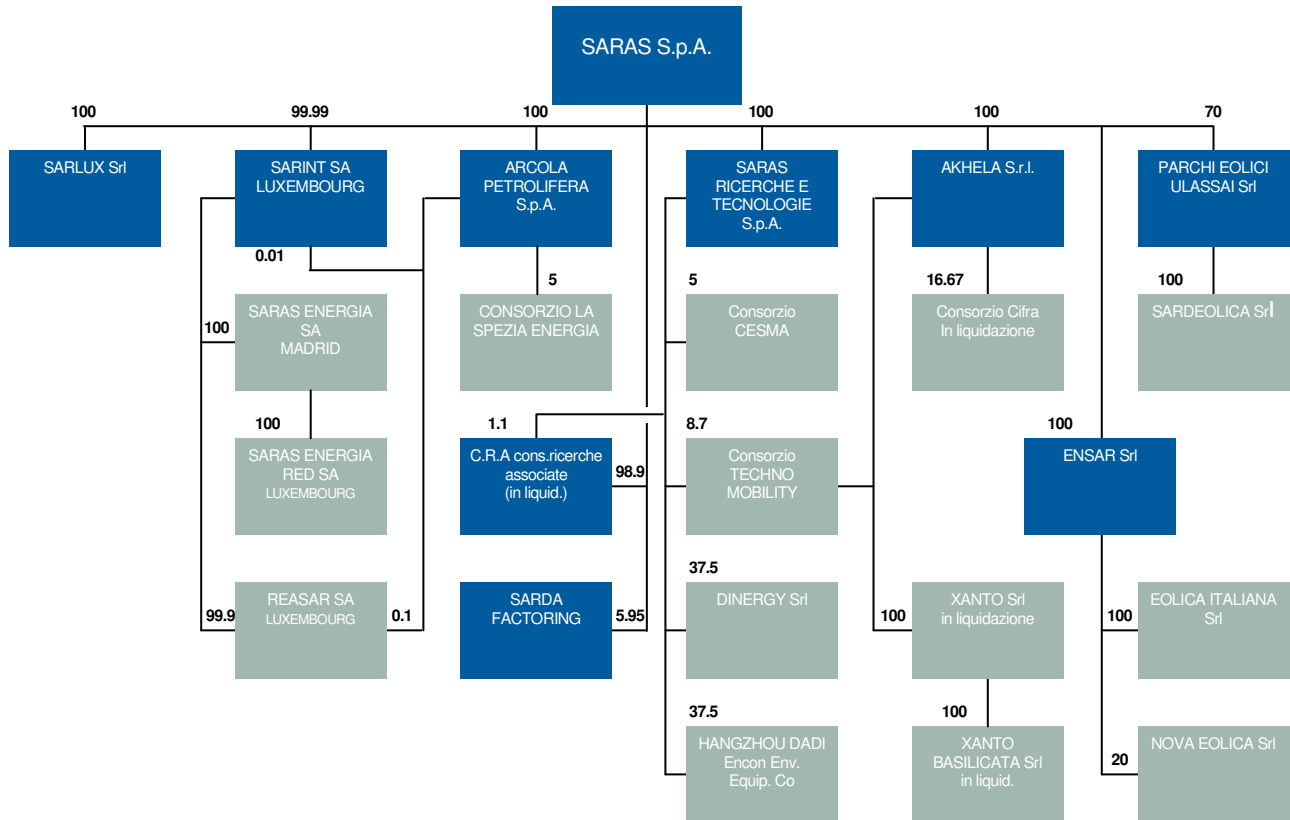 SARAS S.p.A.
100
99.99
100
100
100
70
SARLUX Srl
SARINT SA
LUXEMBOURG
ARCOLA
PETROLIFERA
S.p.A.
SARAS
RICERCHE E
TECNOLOGIE
S.p.A.
AKHELA S.r.l.
PARCHI EOLICI
ULASSAI Srl
0.01
5
5
16.67
100
100
SARAS ENERGIA
SA
MADRID
CONSORZIO LA
SPEZIA ENERGIA
Consorzio
CESMA
Consorzio Cifra
In liquidazione
SARDEOLICA Srl
100
1.1
8.7
100
SARAS ENERGIA
RED SA
LUXEMBOURG
C.R.A cons.ricerche
associate
(in liquid.)
98.9
Consorzio
TECHNO
MOBILITY
ENSAR Srl
37.5
99.9
REASAR SA
LUXEMBOURG
0.1
SARDA
FACTORING
5.95
DINERGY Srl
100
XANTO Srl
in liquidazione
100
EOLICA ITALIANA
Srl
37.5
100
HANGZHOU DADI
Encon Env.
Equip. Co
XANTO
BASILICATA Srl
in liquid.
20
NOVA EOLICA Srl